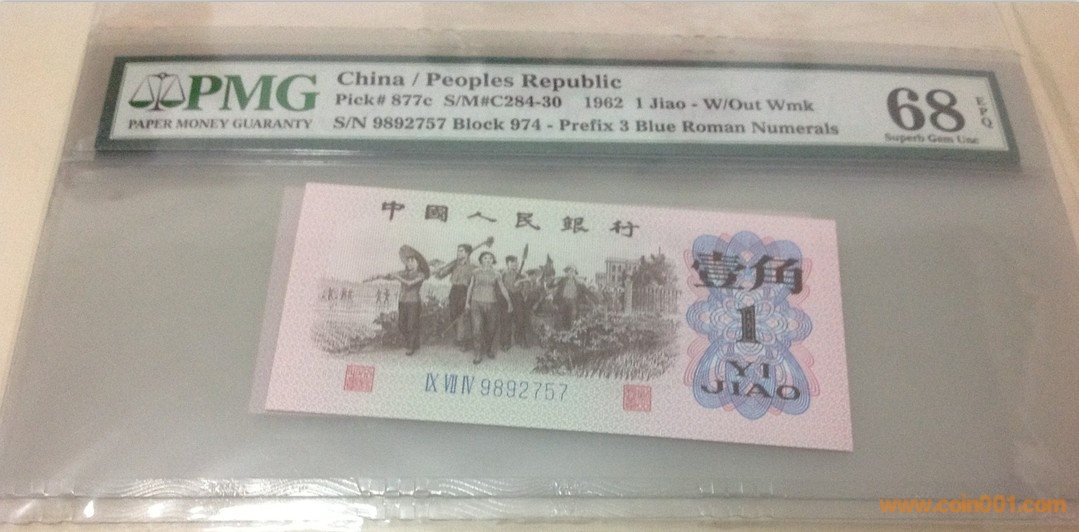 PMG
PAPER MONEY GUARANTY
China / Peoples Republic
Pick# 877c S/M#C284-30 1962 1 Jiao - W/Out Wmk
S/N 9892757 Block 974 - Prefix 3 Blue Roman Numerals
68
EPQ
Superb Gem Unc
中國人民銀行
壹角
1
YI
JIAO
IX VII IV 9892757
www.coin001.com